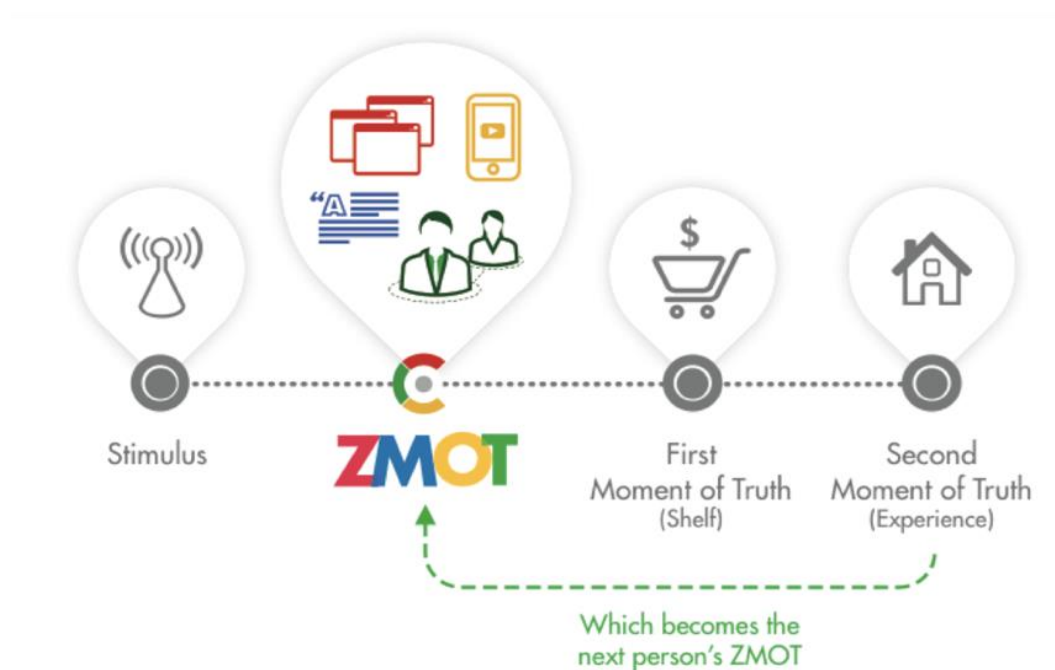 “A
$
Stimulus
ZMOT
First
Moment of Truth
(Shelf)
Second
Moment of Truth
(Experience)
Which becomes the
next person's ZMOT